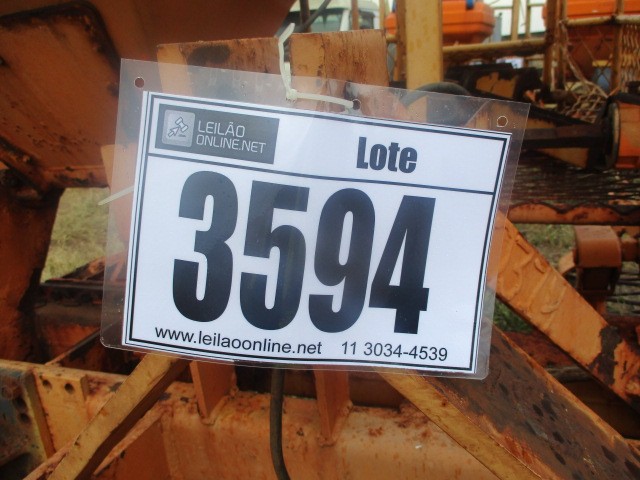 LEILÃO
ONLINE.NET
Lote
3594
www.leilaoonline.net 11 3034-4539